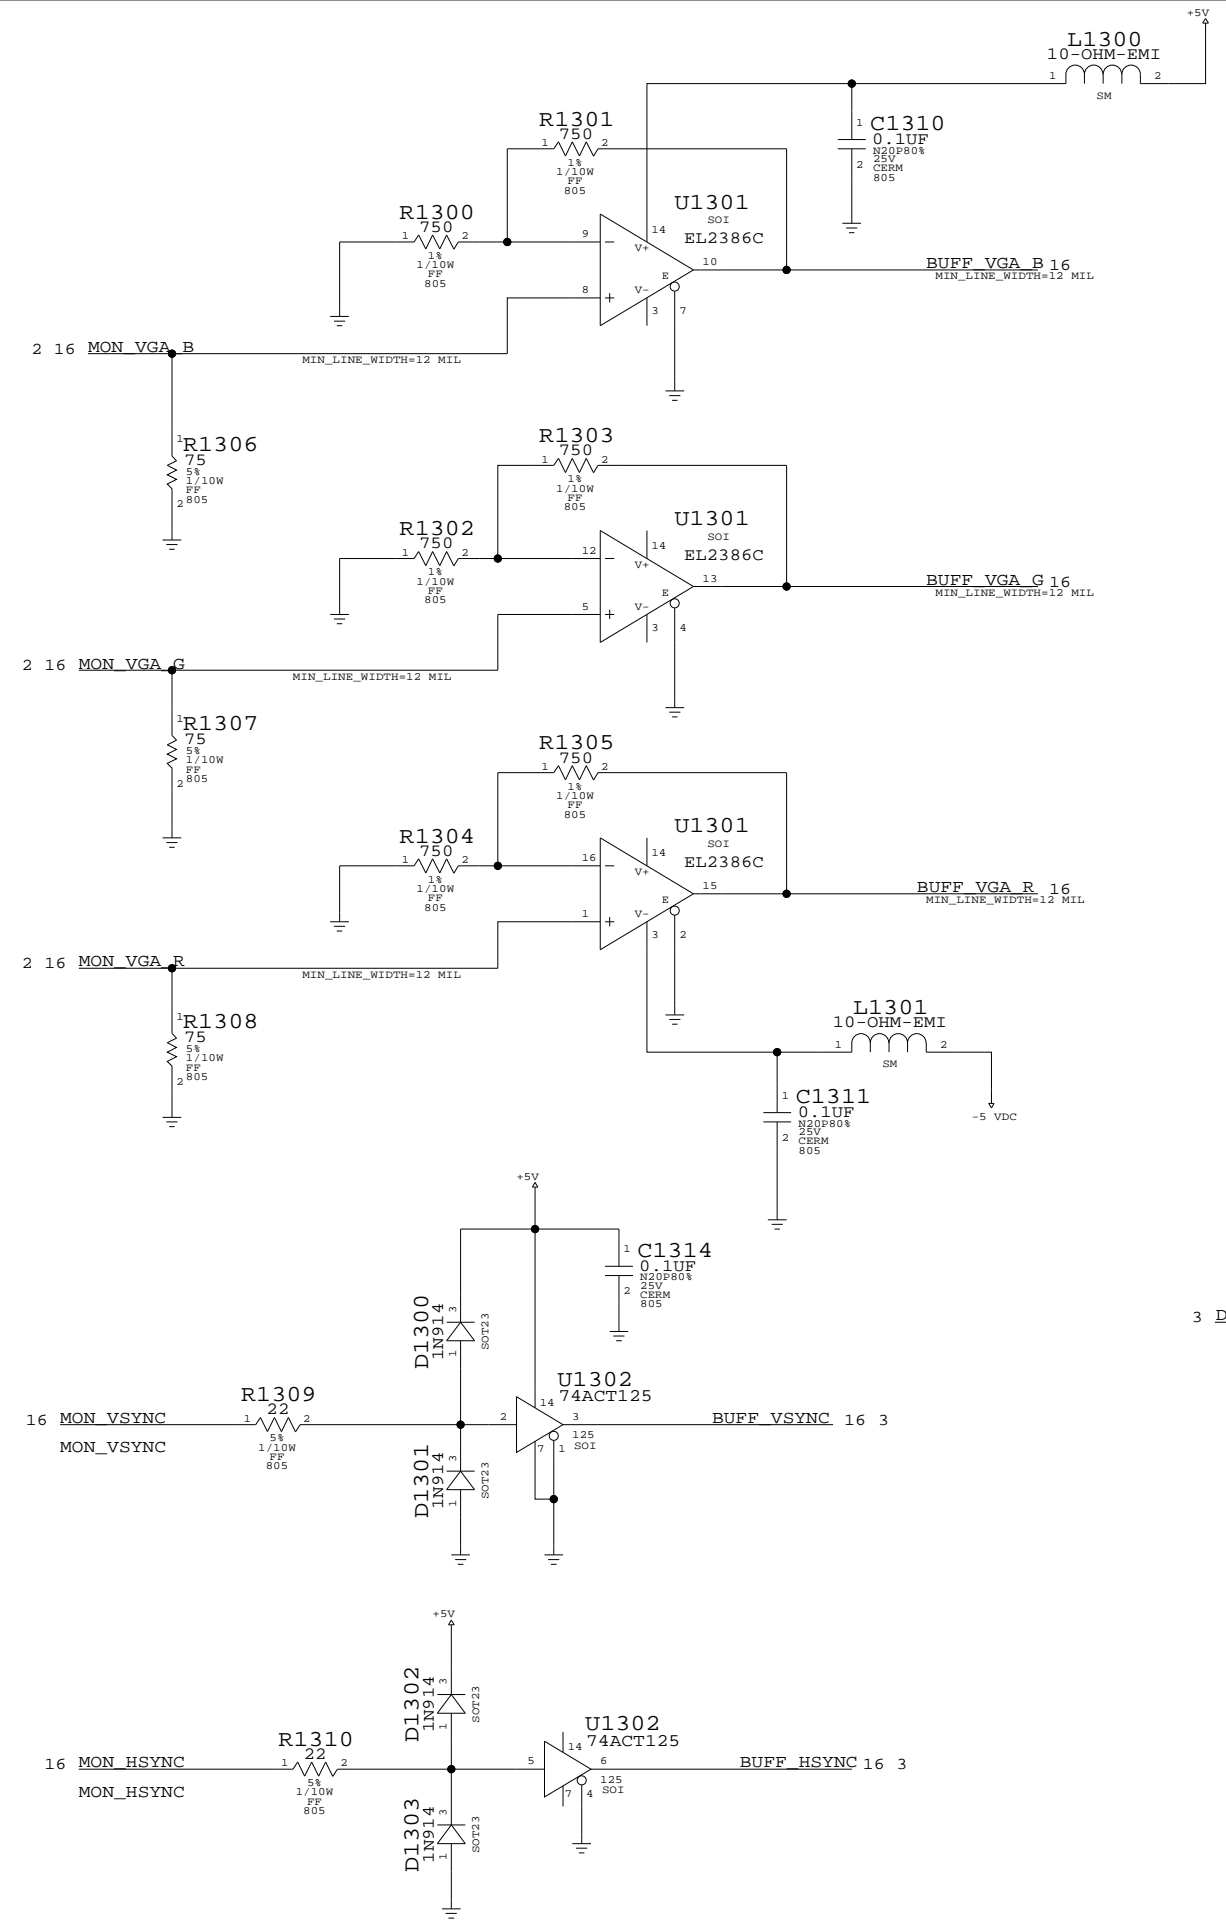 +5V
L1300
10-OHM-EMI
1 2
SM
R1301
750
1 2
1%
1/10W
FF
805
1 C1310
0.1UF
N20P80%
25V
2 CERM
805
R1300
750
1 2
1%
1/10W
FF
805
U1301
SOI
EL2386C
14
V+
9 −
E
10
V−
8 +
3 7
BUFF_VGA_B 16
MIN_LINE_WIDTH=12 MIL
2 16 MON_VGA_B
MIN_LINE_WIDTH=12 MIL
1 R1306
75
5%
1/10W
FF
2 805
R1303
750
1 2
1%
1/10W
FF
805
R1302
750
1 2
1%
1/10W
FF
805
U1301
SOI
EL2386C
14
V+
12 −
E
13
V−
5 +
3 4
BUFF_VGA_G 16
MIN_LINE_WIDTH=12 MIL
2 16 MON_VGA_G
MIN_LINE_WIDTH=12 MIL
1 R1307
75
5%
1/10W
FF
2 805
R1305
750
1 2
1%
1/10W
FF
805
R1304
750
1 2
1%
1/10W
FF
805
U1301
SOI
EL2386C
14
V+
16 −
E
15
V−
1 +
3 2
BUFF_VGA_R 16
MIN_LINE_WIDTH=12 MIL
2 16 MON_VGA_R
MIN_LINE_WIDTH=12 MIL
1 R1308
75
5%
1/10W
FF
2 805
L1301
10-OHM-EMI
1 2
SM
-5 VDC
1 C1311
0.1UF
N20P80%
25V
2 CERM
805
+5V
1 C1314
0.1UF
N20P80%
25V
2 CERM
805
D1300
1N914
3
1
SOT23
3 D
U1302
74ACT125
14
2 3
7 1
125
SOI
R1309
22
1 2
5%
1/10W
FF
805
16 MON_VSYNC
MON_VSYNC
BUFF_VSYNC 16 3
D1301
1N914
3
1
SOT23
+5V
D1302
1N914
3
1
SOT23
U1302
74ACT125
14
5 6
7 4
125
SOI
R1310
22
1 2
5%
1/10W
FF
805
16 MON_HSYNC
MON_HSYNC
BUFF_HSYNC 16 3
D1303
1N914
3
1
SOT23